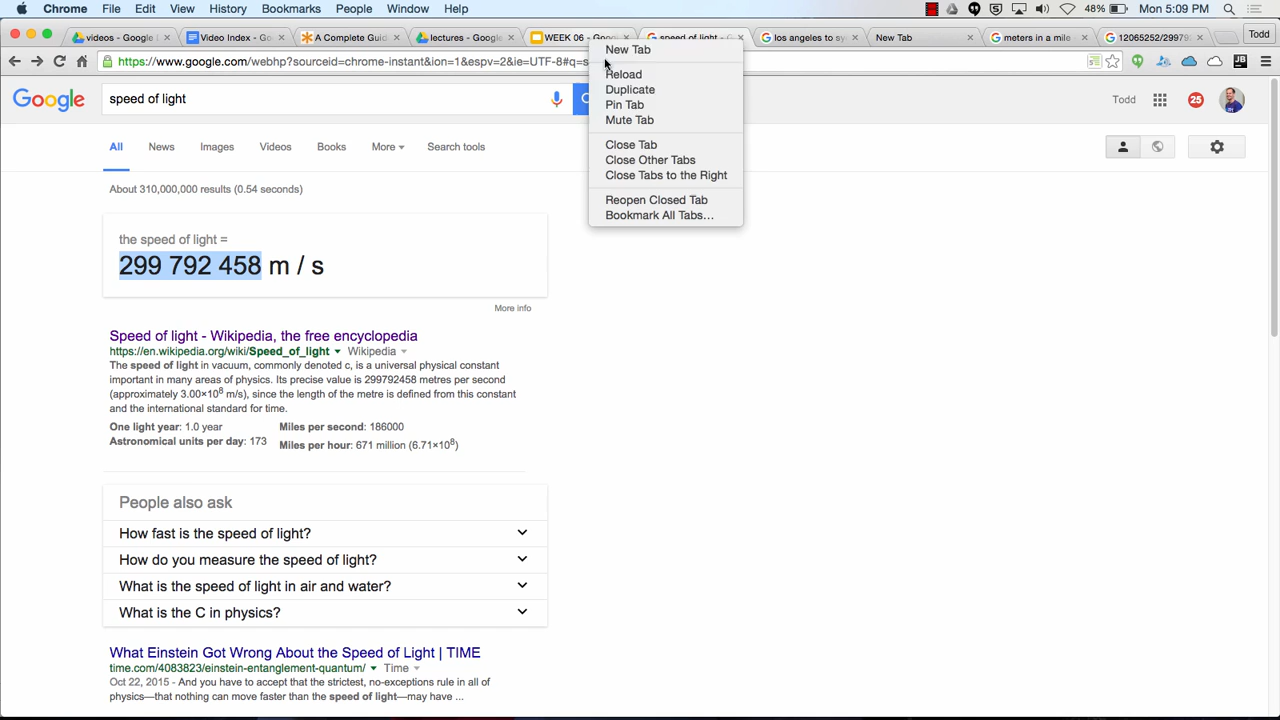 Chrome File Edit View History Bookmarks People Window Help 48% Mon 5:09 PM
videos - Google Video Index - Go A Complete Guid lectures - Google WEEK 06 - Goo speed of light - G los angeles to sy New Tab meters in a mile 12065252/29979 Todd
https://www.google.com/webhp?sourceid=chrome-instant&ion=1&espv=2&ie=UTF-8#q=s
New Tab
Reload
Duplicate
Pin Tab
Mute Tab
Close Tab
Close Other Tabs
Close Tabs to the Right
Reopen Closed Tab
Bookmark All Tabs…
Google speed of light Todd 25
All News Images Videos Books More Search tools
About 310,000,000 results (0.54 seconds)
the speed of light =
299 792 458 m / s
More info
Speed of light - Wikipedia, the free encyclopedia
https://en.wikipedia.org/wiki/Speed_of_light Wikipedia
The speed of light in vacuum, commonly denoted c, is a universal physical constant
important in many areas of physics. Its precise value is 299792458 metres per second
(approximately 3.00×10⁸ m/s), since the length of the metre is defined from this constant
and the international standard for time.
One light year: 1.0 year Miles per second: 186000
Astronomical units per day: 173 Miles per hour: 671 million (6.71×10⁸)
People also ask
How fast is the speed of light?
How do you measure the speed of light?
What is the speed of light in air and water?
What is the C in physics?
What Einstein Got Wrong About the Speed of Light | TIME
time.com/4083823/einstein-entanglement-quantum/ Time
Oct 22, 2015 - And you have to accept that the strictest, no-exceptions rule in all of
physics—that nothing can move faster than the speed of light—may have ...